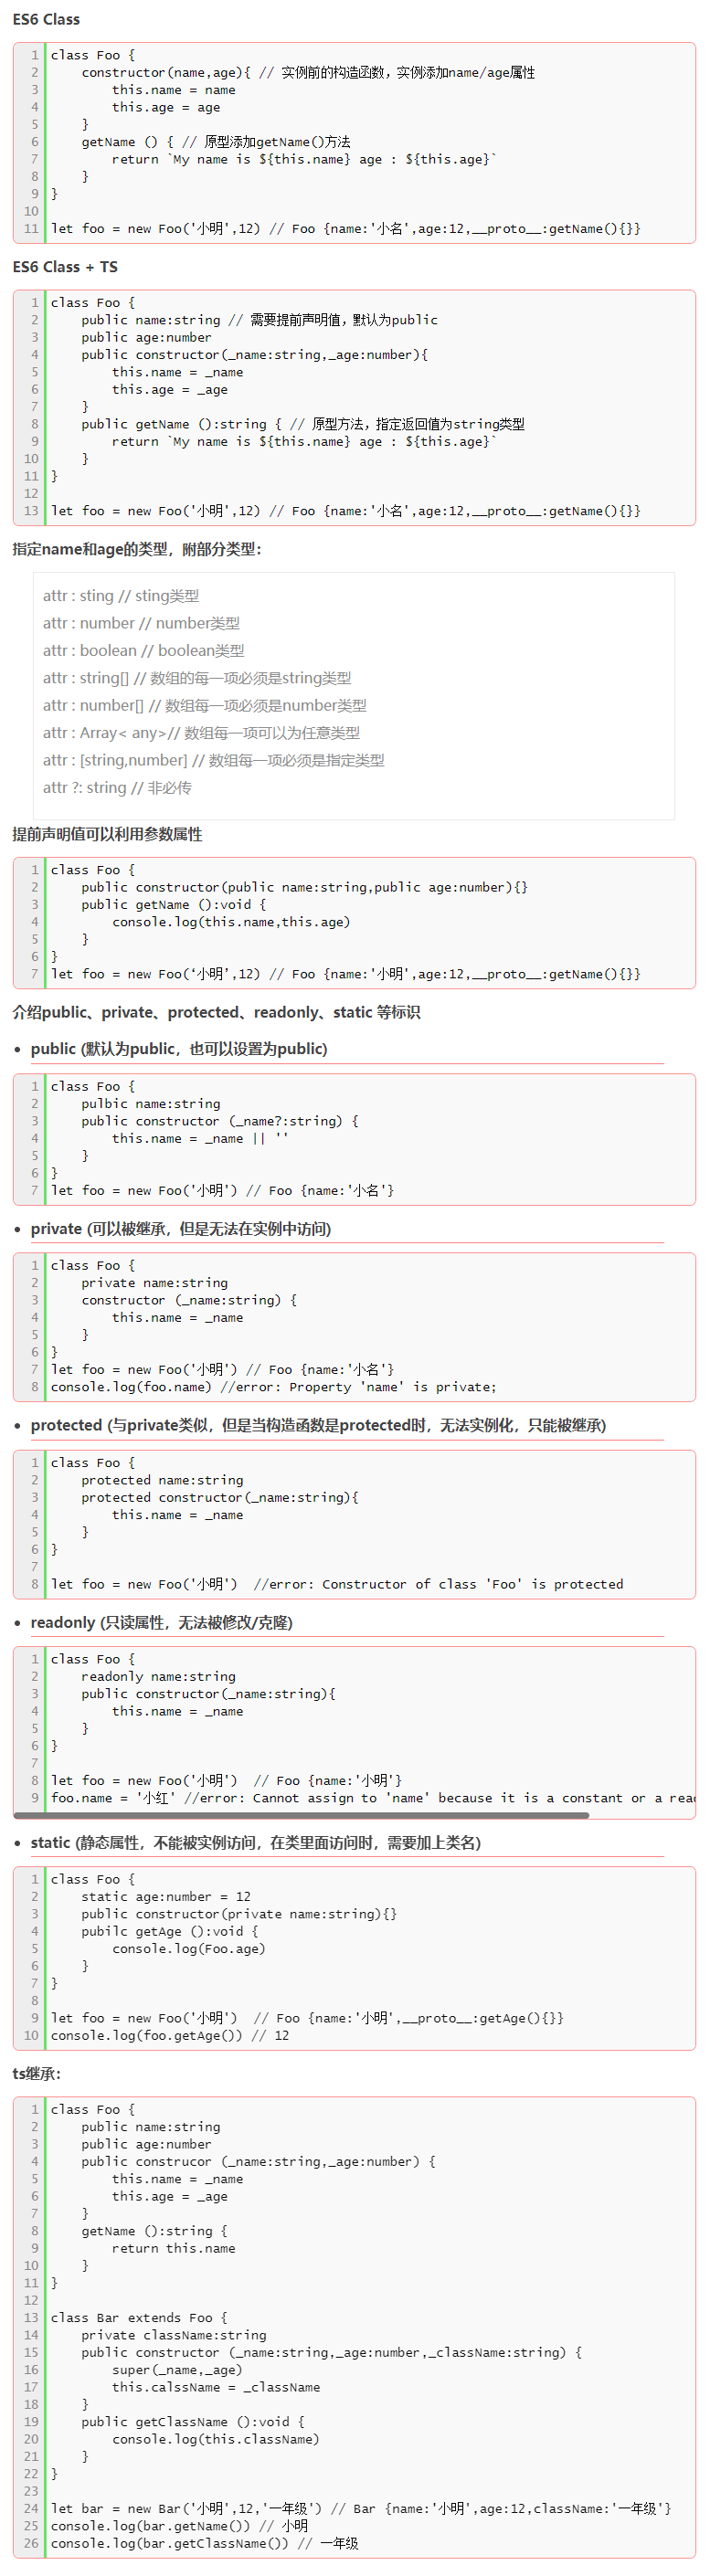 ES6 Class
1 class Foo {
2     constructor(name,age){ // 实例前的构造函数，实例添加name/age属性
3         this.name = name
4         this.age = age
5     }
6     getName () { // 原型添加getName()方法
7         return `My name is ${this.name} age : ${this.age}`
8     }
9 }
10
11 let foo = new Foo('小明',12) // Foo {name:'小名',age:12,__proto__:getName(){}}
ES6 Class + TS
1 class Foo {
2     public name:string // 需要提前声明值，默认为public
3     public age:number
4     public constructor(_name:string,_age:number){
5         this.name = _name
6         this.age = _age
7     }
8     public getName ():string { // 原型方法，指定返回值为string类型
9         return `My name is ${this.name} age : ${this.age}`
10     }
11 }
12
13 let foo = new Foo('小明',12) // Foo {name:'小名',age:12,__proto__:getName(){}}
指定name和age的类型，附部分类型：
attr : sting // sting类型
attr : number // number类型
attr : boolean // boolean类型
attr : string[] // 数组的每一项必须是string类型
attr : number[] // 数组每一项必须是number类型
attr : Array< any>// 数组每一项可以为任意类型
attr : [string,number] // 数组每一项必须是指定类型
attr ?: string // 非必传
提前声明值可以利用参数属性
1 class Foo {
2     public constructor(public name:string,public age:number){}
3     public getName ():void {
4         console.log(this.name,this.age)
5     }
6 }
7 let foo = new Foo(‘小明’,12) // Foo {name:'小明',age:12,__proto__:getName(){}}
介绍public、private、protected、readonly、static 等标识
• public (默认为public，也可以设置为public)
1 class Foo {
2     pulbic name:string
3     public constructor (_name?:string) {
4         this.name = _name || ''
5     }
6 }
7 let foo = new Foo('小明') // Foo {name:'小名'}
• private (可以被继承，但是无法在实例中访问)
1 class Foo {
2     private name:string
3     constructor (_name:string) {
4         this.name = _name
5     }
6 }
7 let foo = new Foo('小明') // Foo {name:'小名'}
8 console.log(foo.name) //error: Property 'name' is private;
• protected (与private类似，但是当构造函数是protected时，无法实例化，只能被继承)
1 class Foo {
2     protected name:string
3     protected constructor(_name:string){
4         this.name = _name
5     }
6 }
7
8 let foo = new Foo('小明')  //error: Constructor of class 'Foo' is protected
• readonly (只读属性，无法被修改/克隆)
1 class Foo {
2     readonly name:string
3     public constructor(_name:string){
4         this.name = _name
5     }
6 }
7
8 let foo = new Foo('小明')  // Foo {name:'小明'}
9 foo.name = '小红' //error: Cannot assign to 'name' because it is a constant or a rea
• static (静态属性，不能被实例访问，在类里面访问时，需要加上类名)
1 class Foo {
2     static age:number = 12
3     public constructor(private name:string){}
4     pubilc getAge ():void {
5         console.log(Foo.age)
6     }
7 }
8
9 let foo = new Foo('小明')  // Foo {name:'小明',__proto__:getAge(){}}
10 console.log(foo.getAge()) // 12
ts继承：
1 class Foo {
2     public name:string
3     public age:number
4     public construcor (_name:string,_age:number) {
5         this.name = _name
6         this.age = _age
7     }
8     getName ():string {
9         return this.name
10     }
11 }
12
13 class Bar extends Foo {
14     private className:string
15     public constructor (_name:string,_age:number,_className:string) {
16         super(_name,_age)
17         this.calssName = _className
18     }
19     public getClassName ():void {
20         console.log(this.className)
21     }
22 }
23
24 let bar = new Bar('小明',12,'一年级') // Bar {name:'小明',age:12,className:'一年级'}
25 console.log(bar.getName()) // 小明
26 console.log(bar.getClassName()) // 一年级